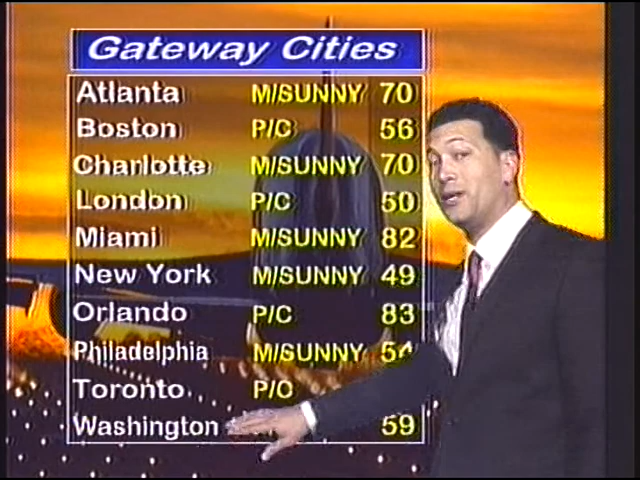 Gateway Cities
Atlanta M/SUNNY 70
Boston P/C 56
Charlotte M/SUNNY 70
London P/C 50
Miami M/SUNNY 82
New York M/SUNNY 49
Orlando P/C 83
Philadelphia M/SUNNY 54
Toronto P/C
Washington 59